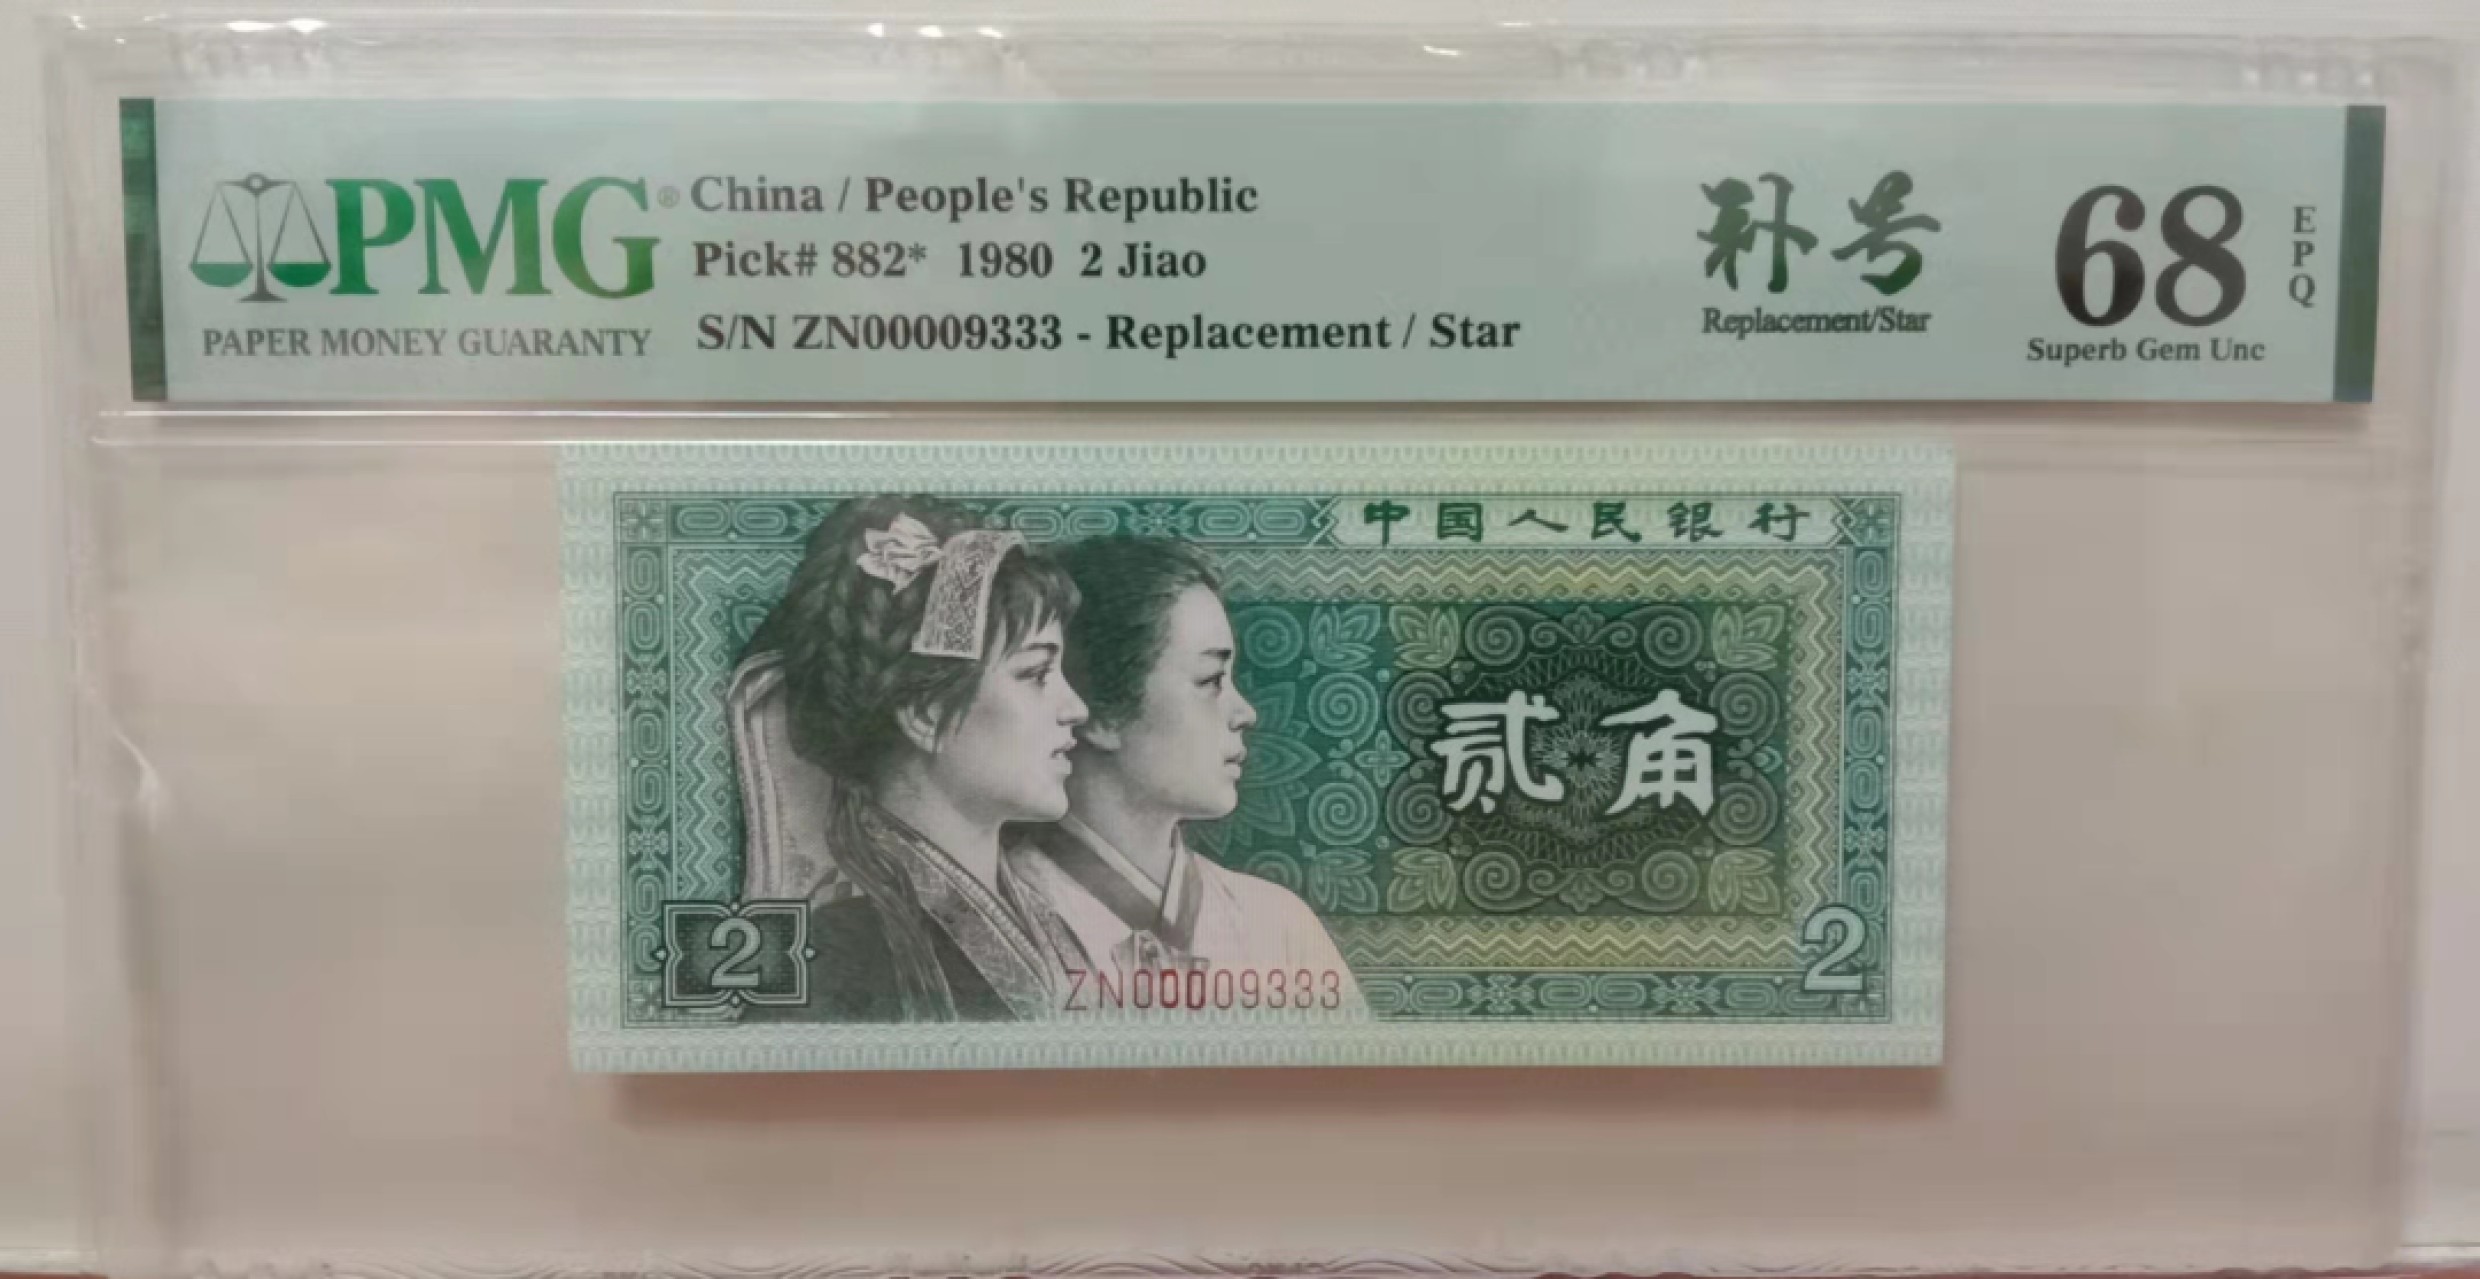 PMG®
PAPER MONEY GUARANTY
China / People's Republic
Pick# 882* 1980 2 Jiao
S/N ZN00009333 - Replacement / Star
补号
Replacement/Star
68
EPQ
Superb Gem Unc
中国人民银行
贰角
2
2
ZN00009333